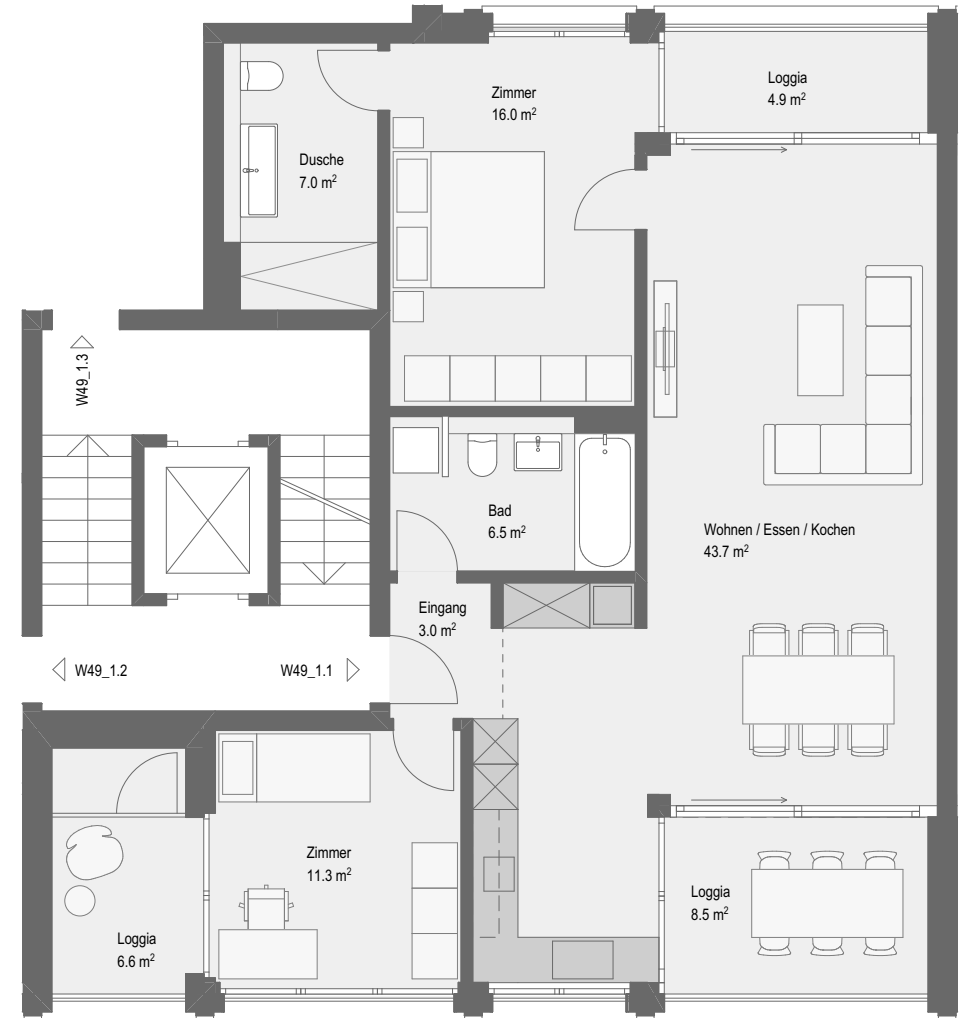 Loggia
4.9 m²
Zimmer
16.0 m²
Dusche
7.0 m²
W49_1.3
Bad
6.5 m²
Wohnen / Essen / Kochen
43.7 m²
Eingang
3.0 m²
W49_1.2
W49_1.1
Zimmer
11.3 m²
Loggia
8.5 m²
Loggia
6.6 m²